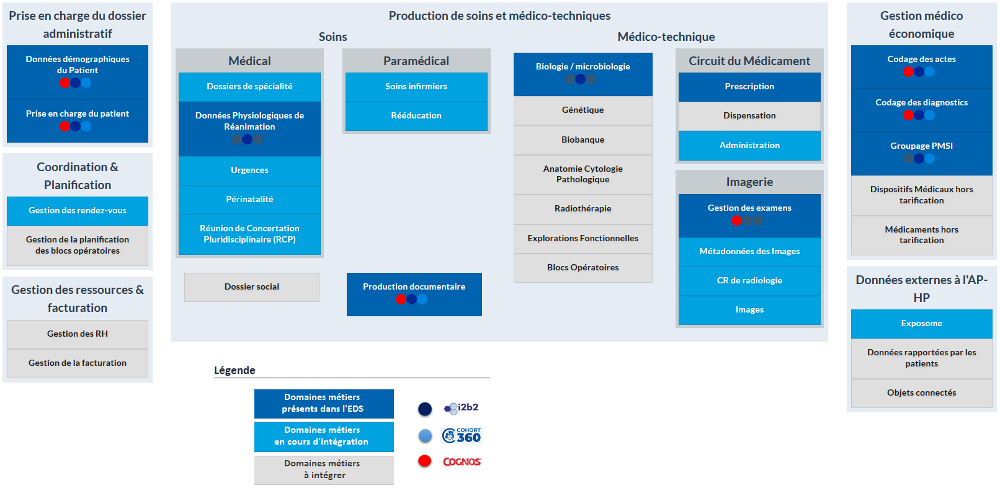 Prise en charge du dossier
administratif
Données démographiques
du Patient
Prise en charge du patient
Coordination &
Planification
Gestion des rendez-vous
Gestion de la planification
des blocs opératoires
Gestion des ressources &
facturation
Gestion des RH
Gestion de la facturation
Production de soins et médico-techniques
Soins
Médical
Dossiers de spécialité
Données Physiologiques de
Réanimation
Urgences
Périnatalité
Réunion de Concertation
Pluridisciplinaire (RCP)
Dossier social
Paramédical
Soins infirmiers
Rééducation
Production documentaire
Médico-technique
Biologie / microbiologie
Génétique
Biobanque
Anatomie Cytologie
Pathologique
Radiothérapie
Explorations Fonctionnelles
Blocs Opératoires
Circuit du Médicament
Prescription
Dispensation
Administration
Imagerie
Gestion des examens
Métadonnées des Images
CR de radiologie
Images
Gestion médico
économique
Codage des actes
Codage des diagnostics
Groupage PMSI
Dispositifs Médicaux hors
tarification
Médicaments hors
tarification
Données externes à l'AP-
HP
Exposome
Données rapportées par les
patients
Objets connectés
Légende
Domaines métiers
présents dans l'EDS
Domaines métiers
en cours d'intégration
Domaines métiers
à intégrer
i2b2
COHORT
360
COGNOS